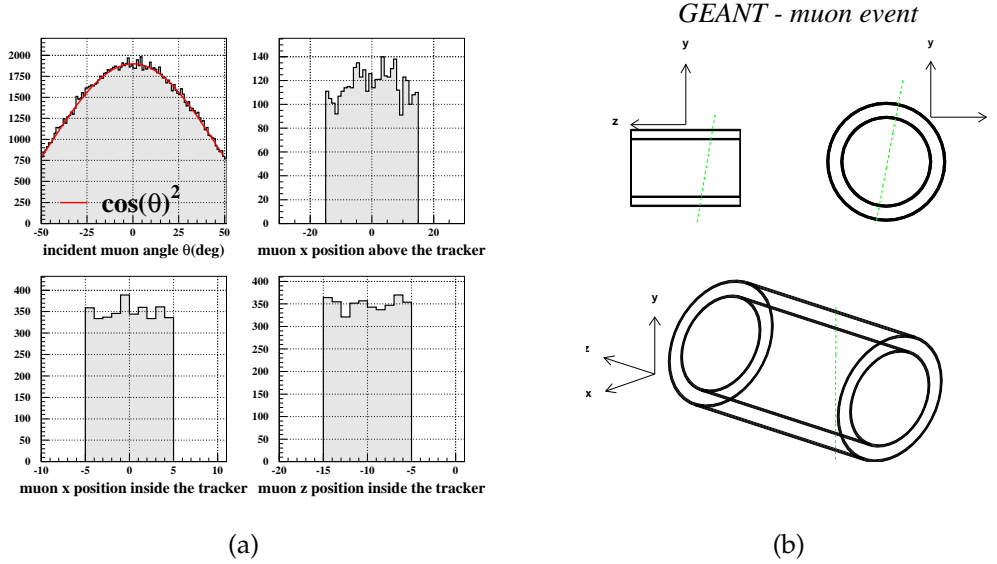 GEANT - muon event
2000
1750
1500
1250
1000
750
500
250
0
-50 -25 0 25 50
cos(θ)²
incident muon angle θ(deg)
140
120
100
80
60
40
20
0
-20 0 20
muon x position above the tracker
400
350
300
250
200
150
100
50
0
-10 -5 0 5 10
muon x position inside the tracker
400
350
300
250
200
150
100
50
0
-20 -15 -10 -5 0
muon z position inside the tracker
(a)
y
z
y
y
z
x
(b)